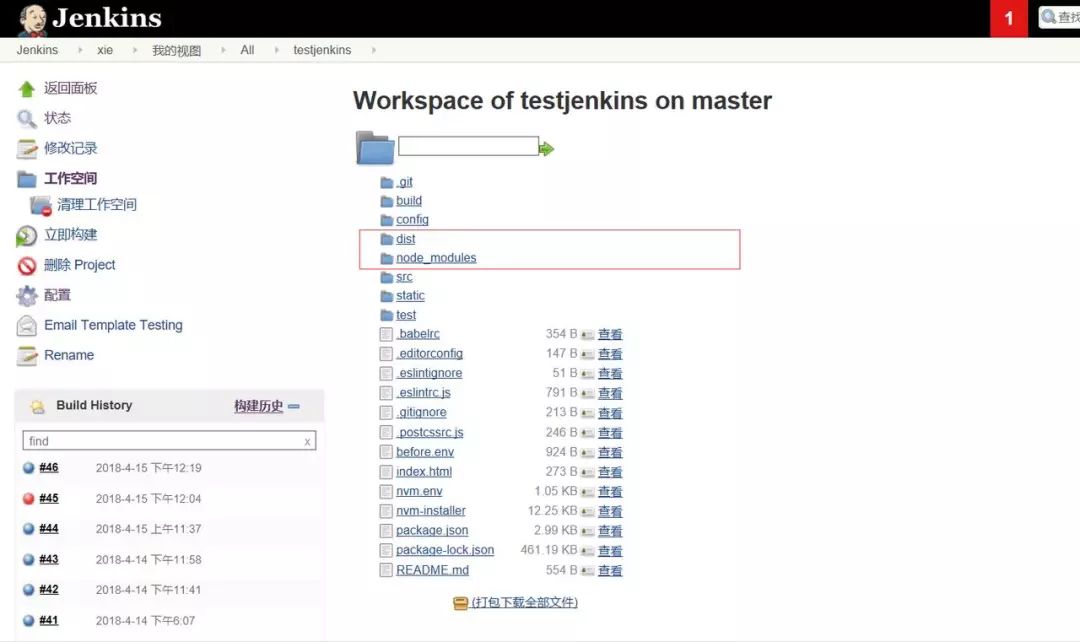 Jenkins
1
查找
Jenkins xie 我的视图 All testjenkins
返回面板
状态
修改记录
工作空间
清理工作空间
立即构建
删除 Project
配置
Email Template Testing
Rename
Build History 构建历史
find x
#46 2018-4-15 下午12:19
#45 2018-4-15 下午12:04
#44 2018-4-15 上午11:37
#43 2018-4-14 下午11:58
#42 2018-4-14 下午11:41
#41 2018-4-14 下午6:07
Workspace of testjenkins on master
.git
build
config
dist
node_modules
src
static
test
.babelrc 354 B 查看
.editorconfig 147 B 查看
.eslintignore 51 B 查看
.eslintrc.js 791 B 查看
.gitignore 213 B 查看
.postcssrc.js 246 B 查看
before.env 924 B 查看
index.html 273 B 查看
nvm.env 1.05 KB 查看
nvm-installer 12.25 KB 查看
package.json 2.99 KB 查看
package-lock.json 461.19 KB 查看
README.md 554 B 查看
(打包下载全部文件)